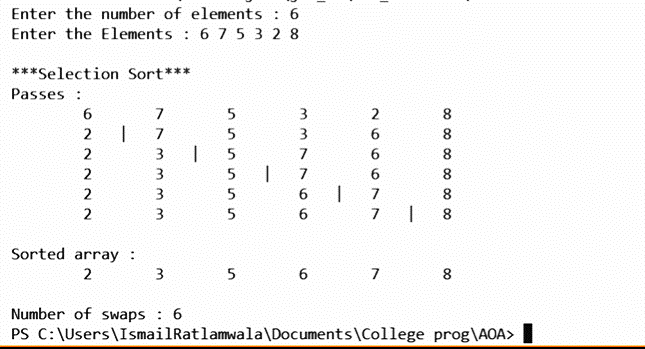 Enter the number of elements : 6
Enter the Elements : 6 7 5 3 2 8
***Selection Sort***
Passes :
6 7 5 3 2 8
2 | 7 5 3 6 8
2 3 | 5 7 6 8
2 3 5 | 7 6 8
2 3 5 6 | 7 8
2 3 5 6 7 | 8
Sorted array :
2 3 5 6 7 8
Number of swaps : 6
PS C:\Users\IsmailRatlamwala\Documents\College prog\AOA>